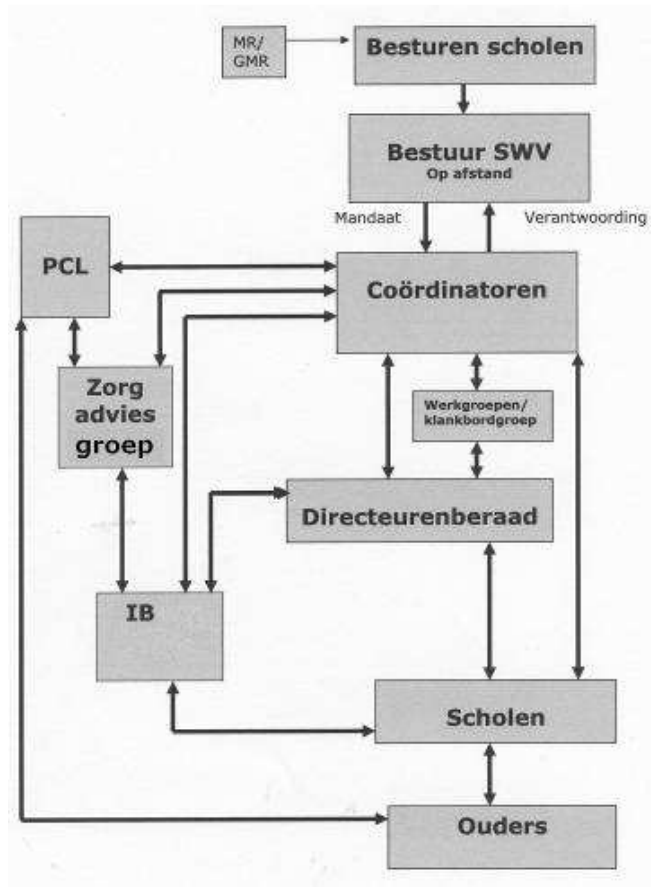 MR/
GMR
Besturen scholen
Bestuur SWV
Op afstand
Mandaat
Verantwoording
PCL
Coördinatoren
Zorg
advies
groep
Werkgroepen/
klankbordgroep
Directeurenberaad
IB
Scholen
Ouders